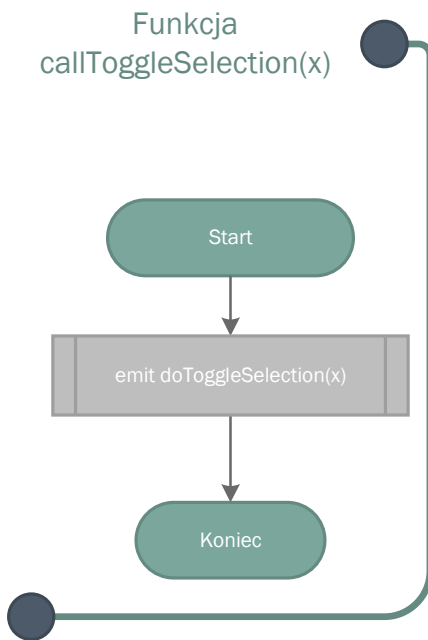 Funkcja
callToggleSelection(x)
Start
emit doToggleSelection(x)
Koniec